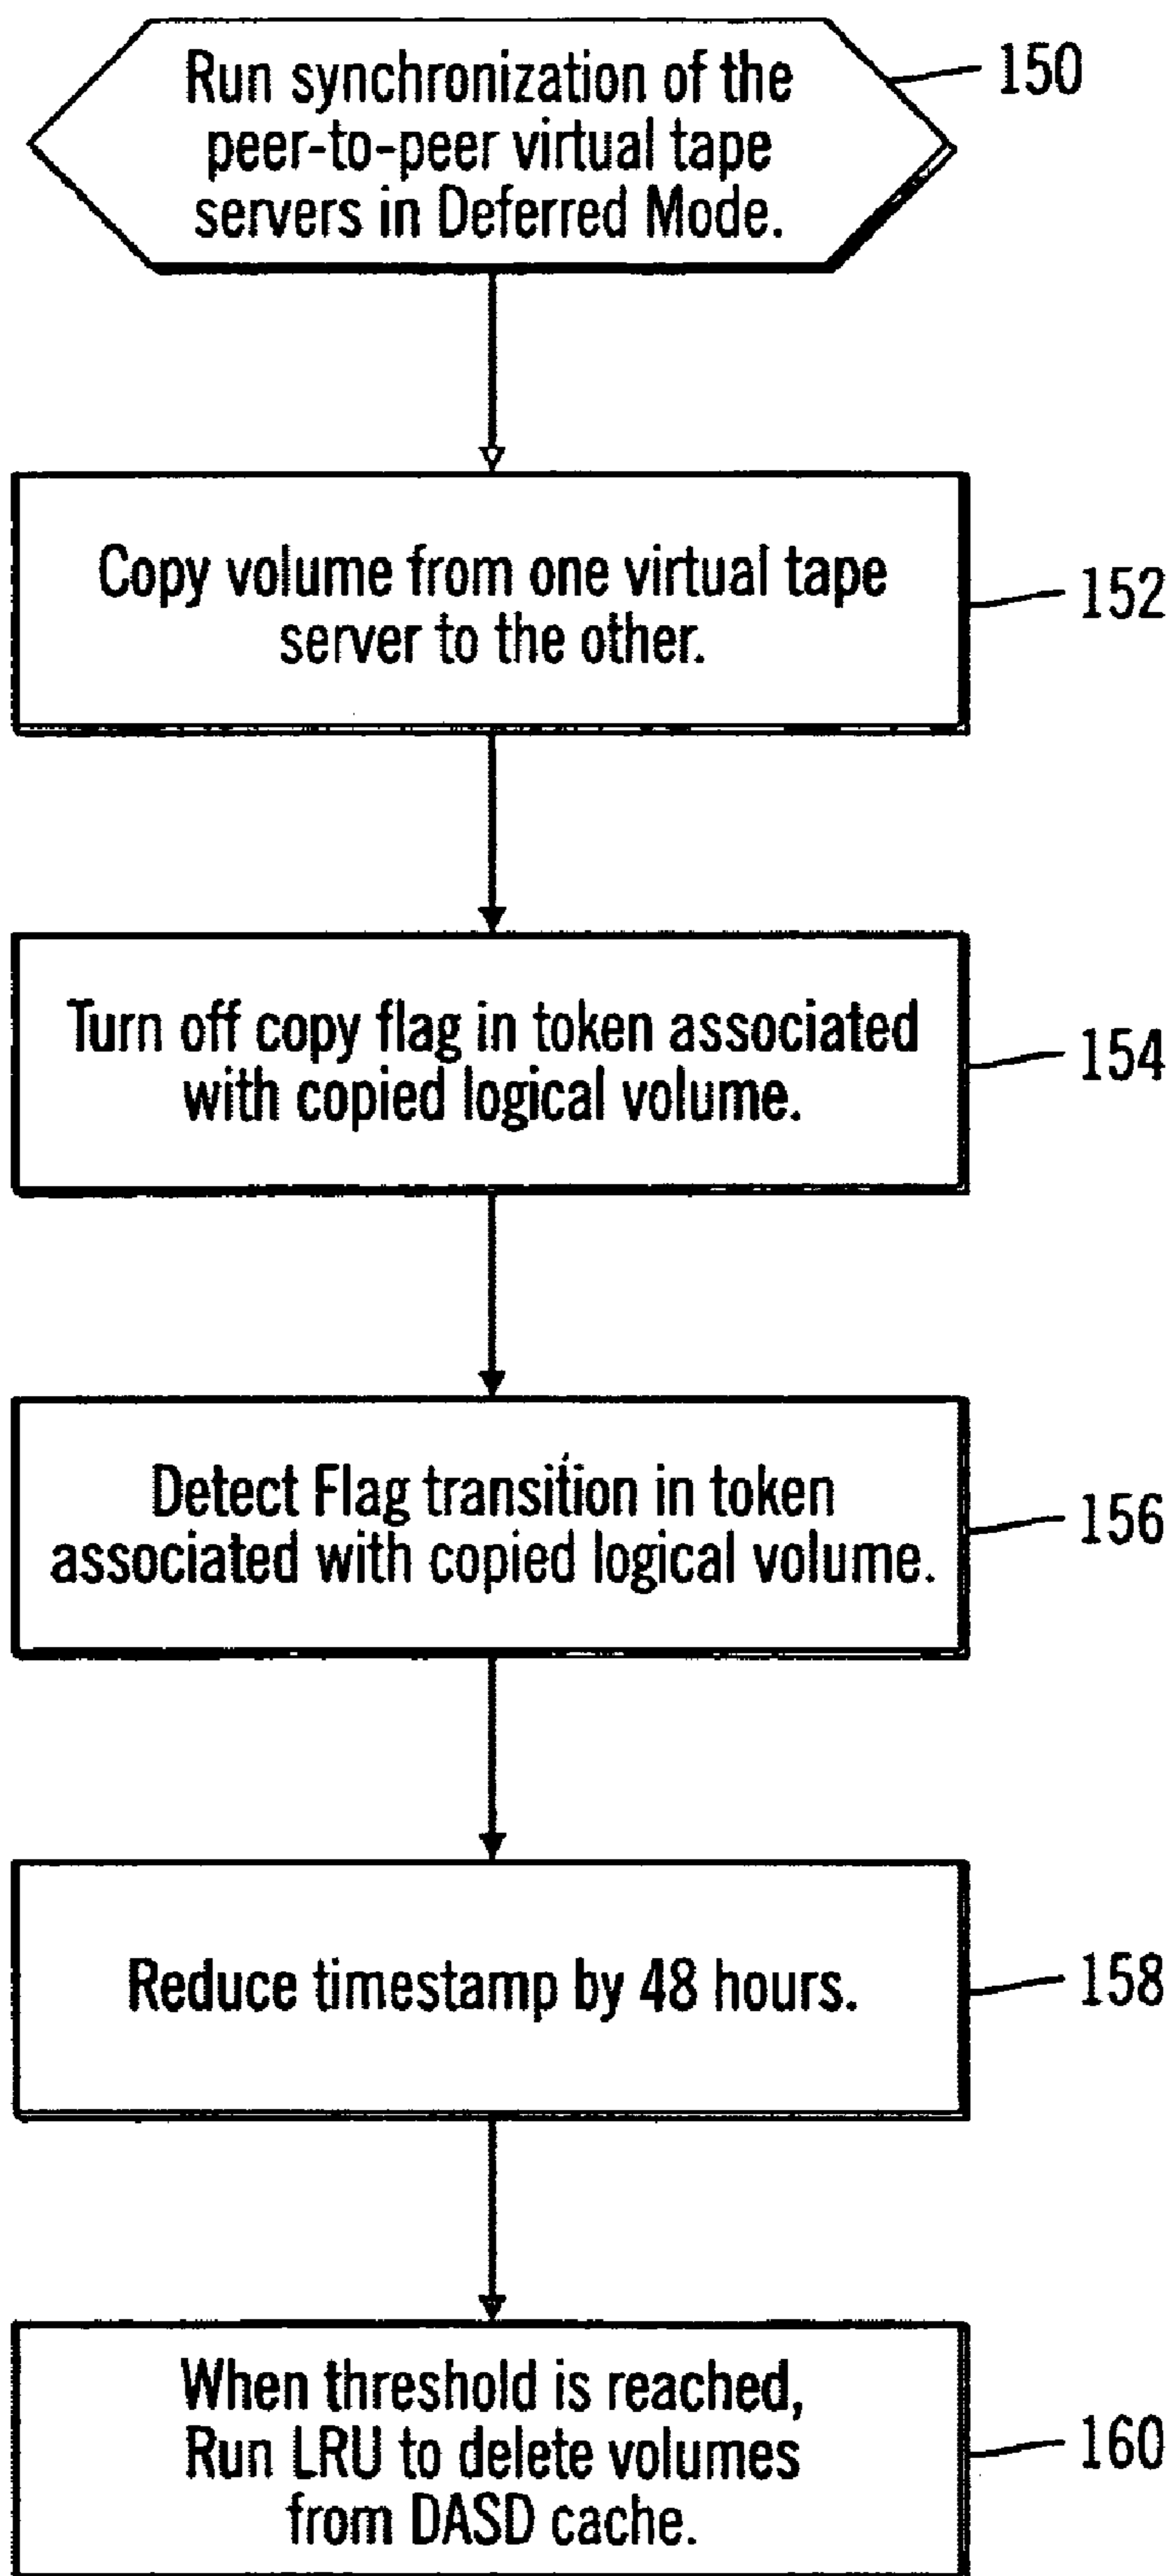 Run synchronization of the
peer-to-peer virtual tape
servers in Deferred Mode.
150
Copy volume from one virtual tape
server to the other.
152
Turn off copy flag in token associated
with copied logical volume.
154
Detect Flag transition in token
associated with copied logical volume.
156
Reduce timestamp by 48 hours.
158
When threshold is reached,
Run LRU to delete volumes
from DASD cache.
160